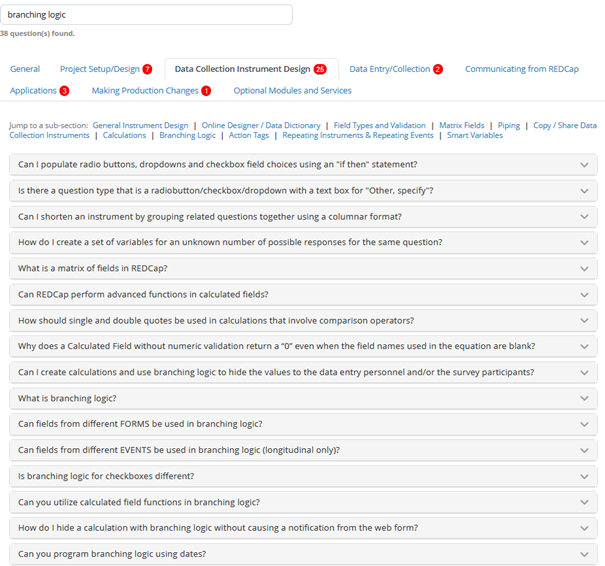 branching logic
38 question(s) found.
General Project Setup/Design 7 Data Collection Instrument Design 25 Data Entry/Collection 2 Communicating from REDCap
Applications 3 Making Production Changes 1 Optional Modules and Services
Jump to a sub-section: General Instrument Design | Online Designer / Data Dictionary | Field Types and Validation | Matrix Fields | Piping | Copy / Share Data
Collection Instruments | Calculations | Branching Logic | Action Tags | Repeating Instruments & Repeating Events | Smart Variables
Can I populate radio buttons, dropdowns and checkbox field choices using an "if then" statement?
Is there a question type that is a radiobutton/checkbox/dropdown with a text box for "Other, specify"?
Can I shorten an instrument by grouping related questions together using a columnar format?
How do I create a set of variables for an unknown number of possible responses for the same question?
What is a matrix of fields in REDCap?
Can REDCap perform advanced functions in calculated fields?
How should single and double quotes be used in calculations that involve comparison operators?
Why does a Calculated Field without numeric validation return a “0” even when the field names used in the equation are blank?
Can I create calculations and use branching logic to hide the values to the data entry personnel and/or the survey participants?
What is branching logic?
Can fields from different FORMS be used in branching logic?
Can fields from different EVENTS be used in branching logic (longitudinal only)?
Is branching logic for checkboxes different?
Can you utilize calculated field functions in branching logic?
How do I hide a calculation with branching logic without causing a notification from the web form?
Can you program branching logic using dates?